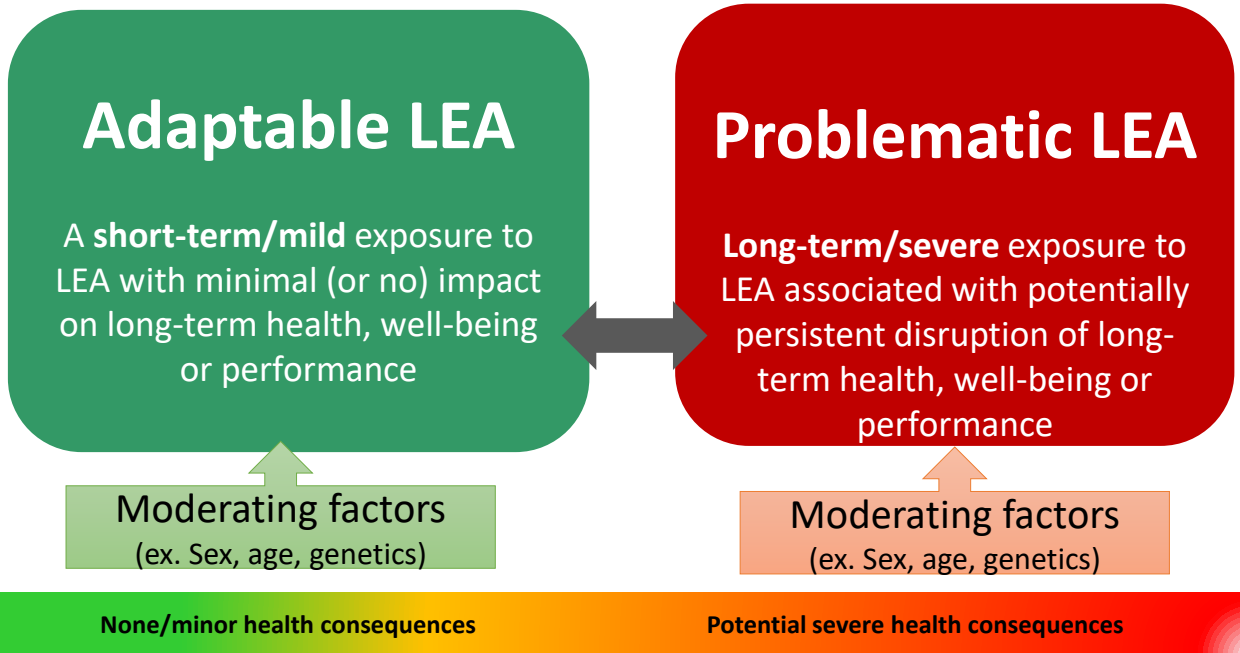 Adaptable LEA
A short-term/mild exposure to
LEA with minimal (or no) impact
on long-term health, well-being
or performance
Problematic LEA
Long-term/severe exposure to
LEA associated with potentially
persistent disruption of long-
term health, well-being or
performance
Moderating factors
(ex. Sex, age, genetics)
Moderating factors
(ex. Sex, age, genetics)
None/minor health consequences
Potential severe health consequences